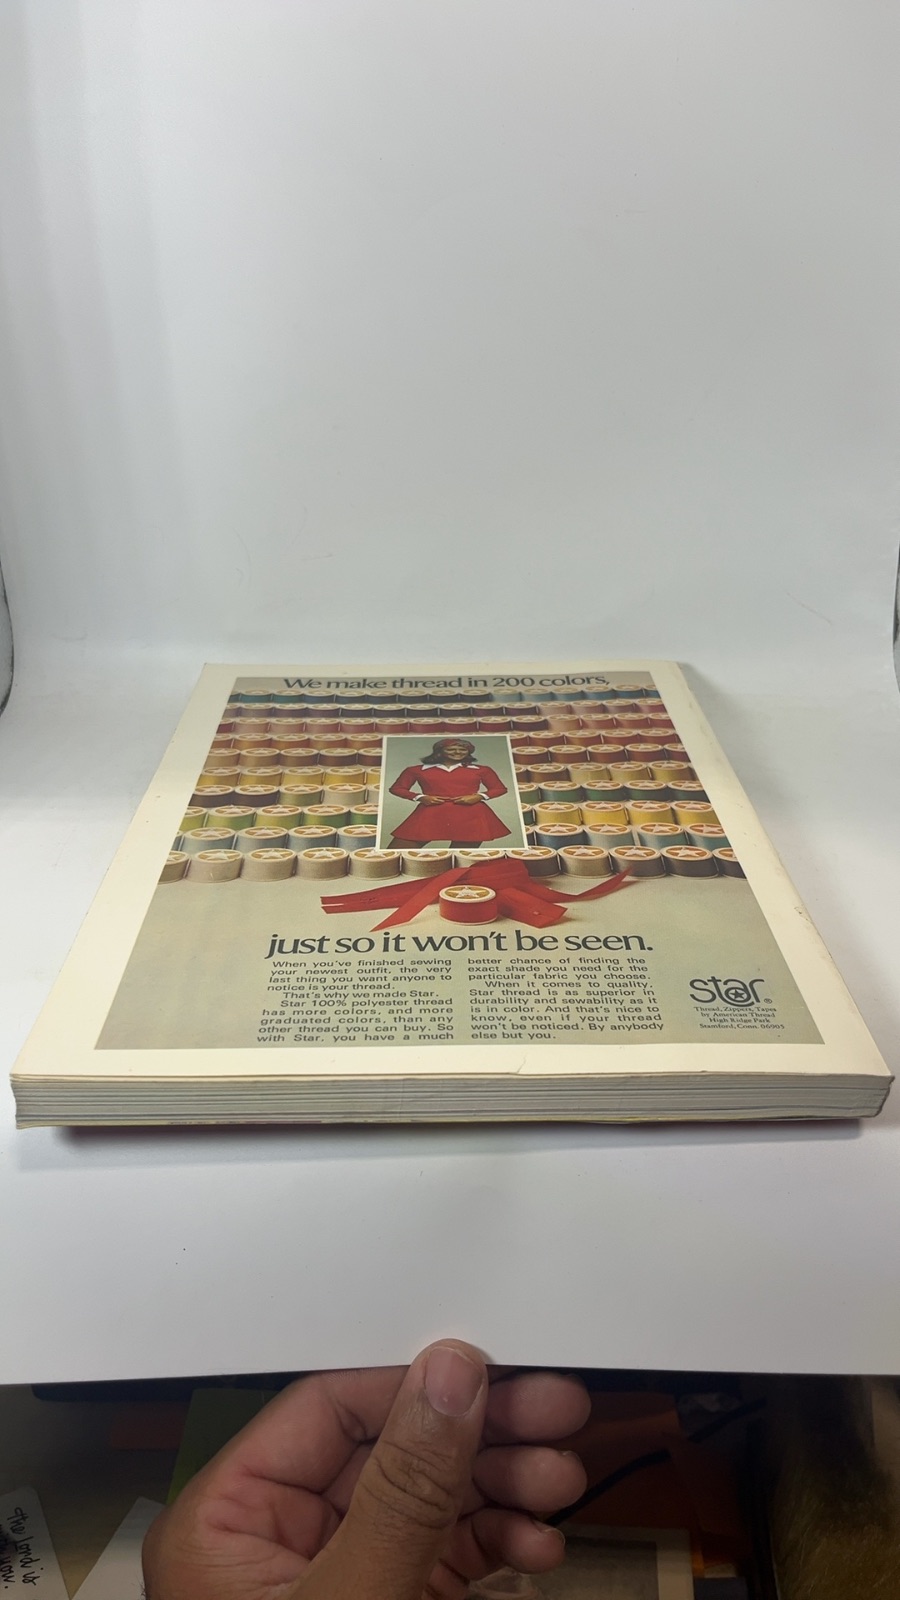 We make thread in 200 colors,
just so it won't be seen.
When you've finished sewing
your newest outfit, the very
last thing you want anyone to
notice is your thread.
That's why we made Star.
Star 100% polyester thread
has more colors, and more
graduated colors, than any
other thread you can buy. So
with Star, you have a much
better chance of finding the
exact shade you need for the
particular fabric you choose.
When it comes to quality,
Star thread is as superior in
durability and sewability as it
is in color. And that's nice to
know, even if your thread
won't be noticed. By anybody
else but you.
star®
Thread, Zippers, Tapes
by American Thread
High Ridge Park
Stamford, Conn. 06905
the lord is